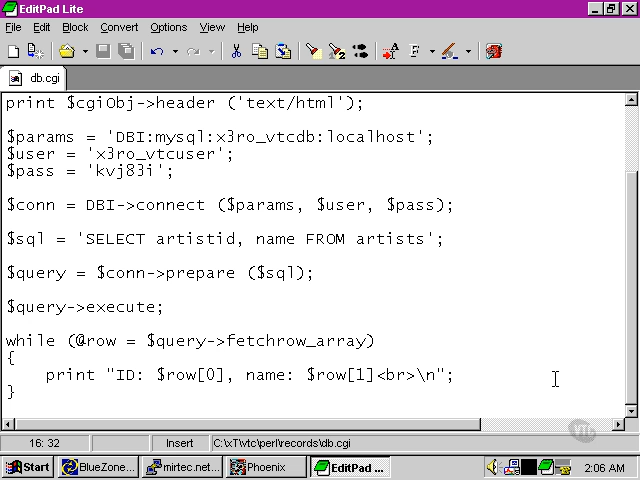 EditPad Lite
File Edit Block Convert Options View Help
db.cgi
print $cgiObj->header ('text/html');
$params = 'DBI:mysql:x3ro_vtcdb:localhost';
$user = 'x3ro_vtcuser';
$pass = 'kvj83i';
$conn = DBI->connect ($params, $user, $pass);
$sql = 'SELECT artistid, name FROM artists';
$query = $conn->prepare ($sql);
$query->execute;
while (@row = $query->fetchrow_array)
{
print "ID: $row[0], name: $row[1]<br>\n";
}
VTC
16: 32 Insert C:\xT\vtc\perl\records\db.cgi
Start BlueZone... mirtec.net... Phoenix EditPad ... 2:06 AM